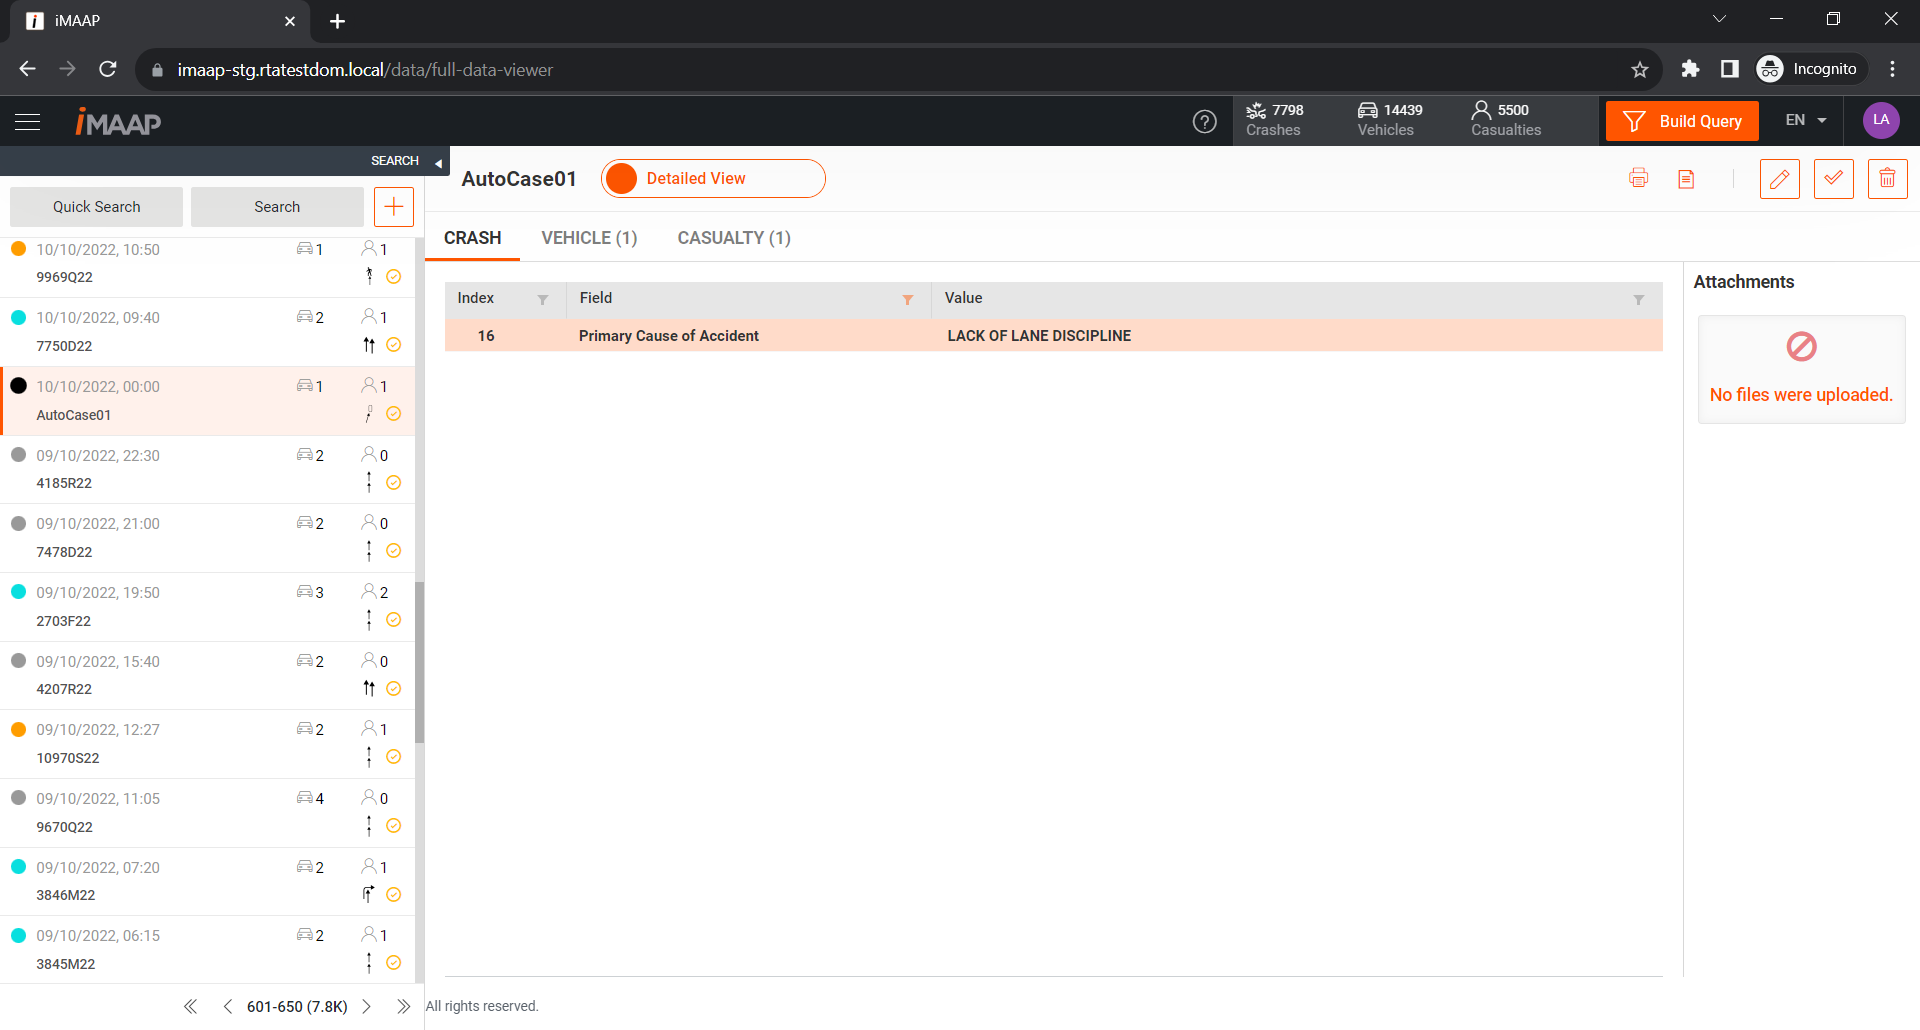 iMAAP
imaap-stg.rtatestdom.local/data/full-data-viewer
Incognito
iMAAP
7798
Crashes
14439
Vehicles
5500
Casualties
Build Query
EN
LA
SEARCH
Quick Search
Search
10/10/2022, 10:50 1 1
9969Q22
10/10/2022, 09:40 2 1
7750D22
10/10/2022, 00:00 1 1
AutoCase01
09/10/2022, 22:30 2 0
4185R22
09/10/2022, 21:00 2 0
7478D22
09/10/2022, 19:50 3 2
2703F22
09/10/2022, 15:40 2 0
4207R22
09/10/2022, 12:27 2 1
10970S22
09/10/2022, 11:05 4 0
9670Q22
09/10/2022, 07:20 2 1
3846M22
09/10/2022, 06:15 2 1
3845M22
601-650 (7.8K)
AutoCase01
Detailed View
CRASH VEHICLE (1) CASUALTY (1)
Index Field Value
16 Primary Cause of Accident LACK OF LANE DISCIPLINE
Attachments
No files were uploaded.
All rights reserved.